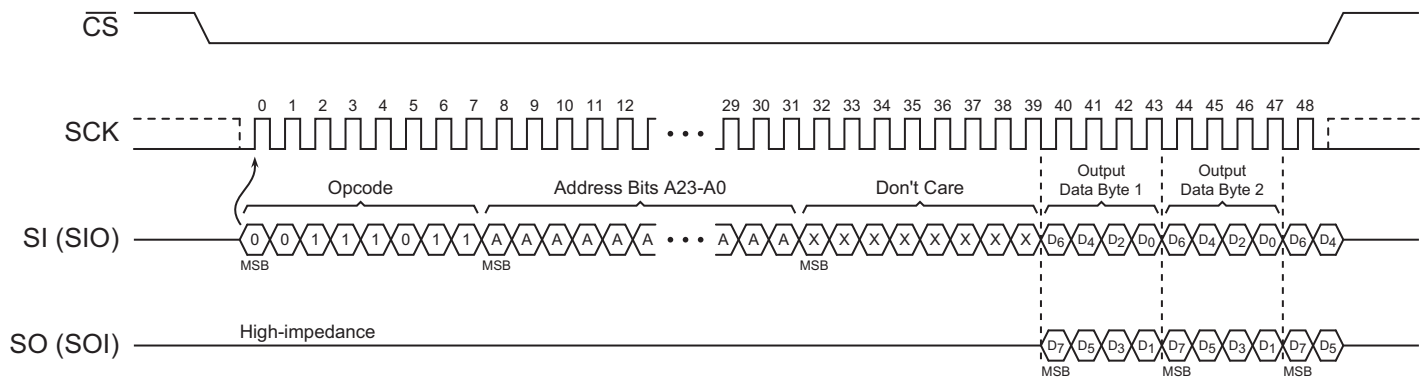 CS
SCK
0 1 2 3 4 5 6 7 8 9 10 11 12 29 30 31 32 33 34 35 36 37 38 39 40 41 42 43 44 45 46 47 48
Opcode
Address Bits A23-A0
Don't Care
Output
Data Byte 1
Output
Data Byte 2
SI (SIO)
0 0 1 1 1 0 1 1 A A A A A A A A A X X X X X X X X D6 D4 D2 D0 D6 D4 D2 D0 D6 D4
MSB MSB MSB
SO (SOI)
High-impedance
D7 D5 D3 D1 D7 D5 D3 D1 D7 D5
MSB MSB MSB